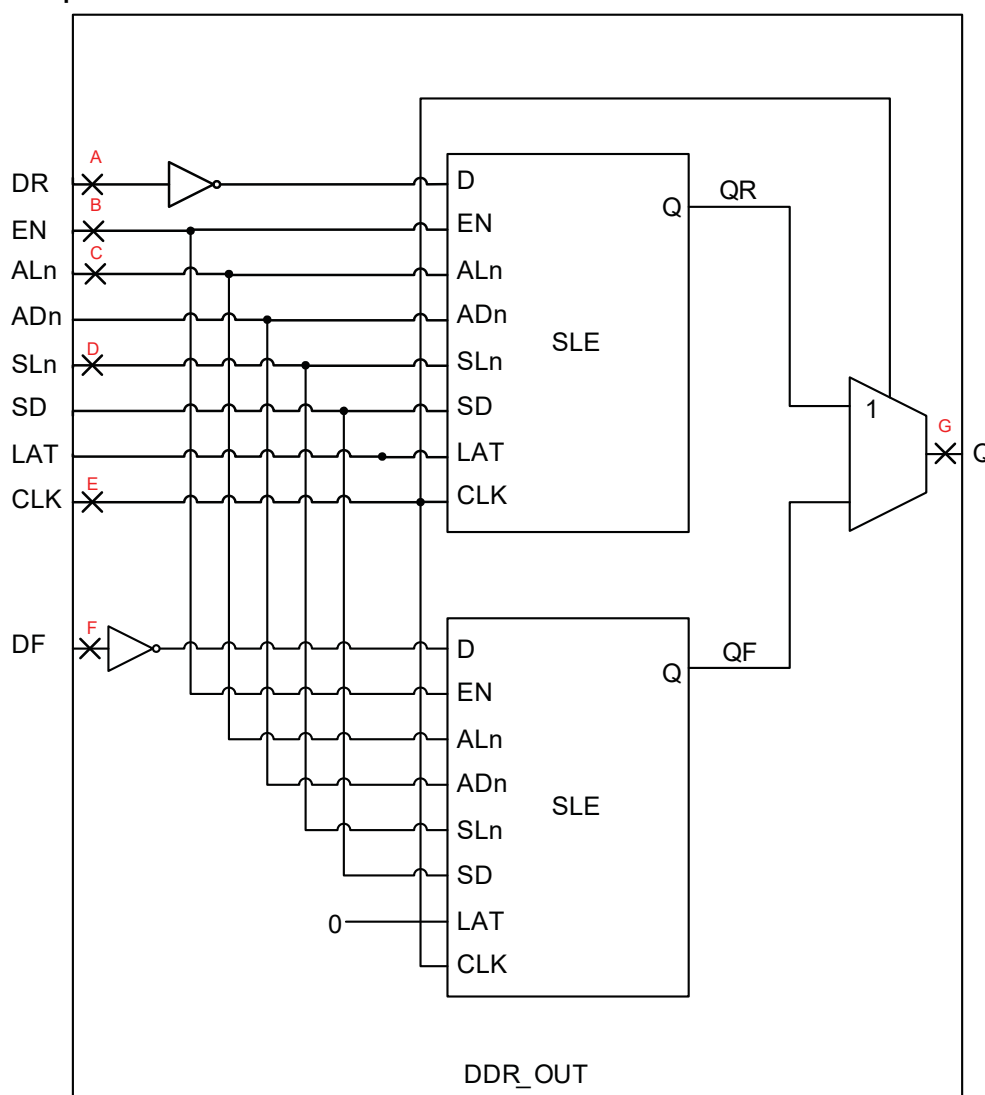 A
DR
D
B
EN
EN
Q
QR
C
ALn
ALn
ADn
ADn
D
SLn
SLn
SLE
SD
SD
1
G
LAT
LAT
Q
E
CLK
CLK
F
DF
D
Q
QF
EN
ALn
ADn
SLE
SLn
SD
0
LAT
CLK
DDR_OUT